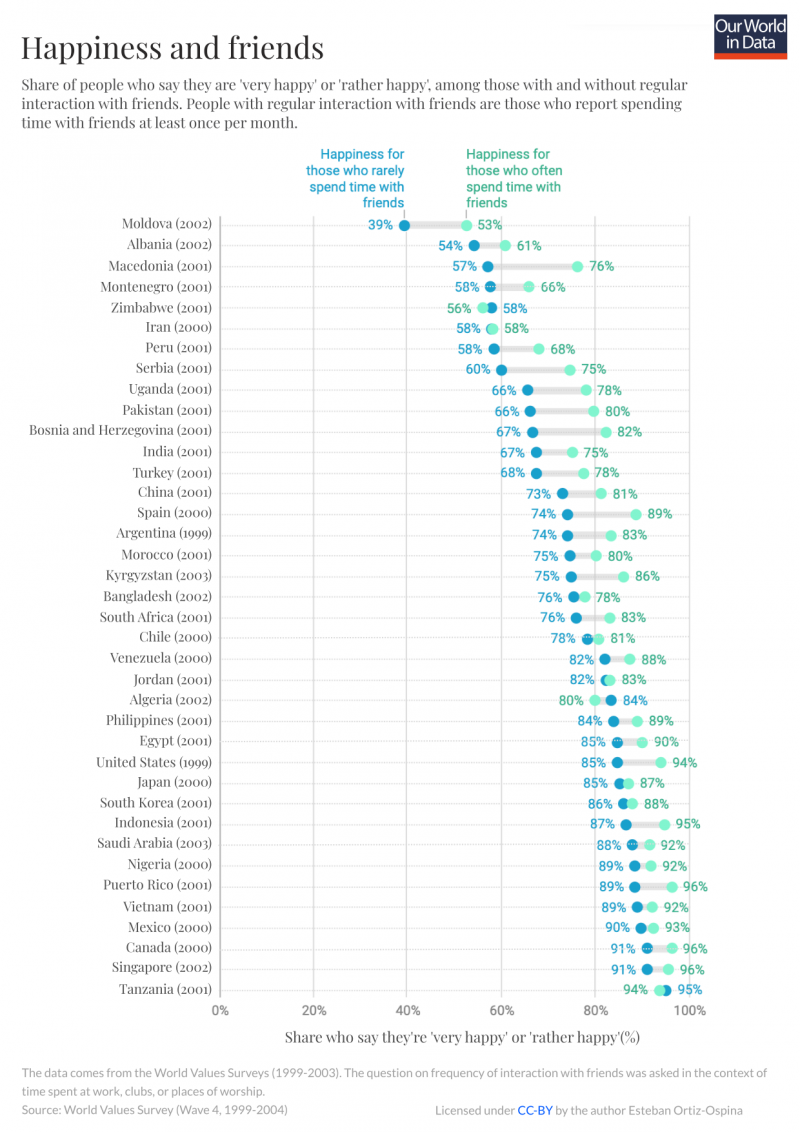 Happiness and friends
Our World
in Data
Share of people who say they are 'very happy' or 'rather happy', among those with and without regular
interaction with friends. People with regular interaction with friends are those who report spending
time with friends at least once per month.
Happiness for
those who rarely
spend time with
friends
Happiness for
those who often
spend time with
friends
Moldova (2002) 39% 53%
Albania (2002) 54% 61%
Macedonia (2001) 57% 76%
Montenegro (2001) 58% 66%
Zimbabwe (2001) 56% 58%
Iran (2000) 58% 58%
Peru (2001) 58% 68%
Serbia (2001) 60% 75%
Uganda (2001) 66% 78%
Pakistan (2001) 66% 80%
Bosnia and Herzegovina (2001) 67% 82%
India (2001) 67% 75%
Turkey (2001) 68% 78%
China (2001) 73% 81%
Spain (2000) 74% 89%
Argentina (1999) 74% 83%
Morocco (2001) 75% 80%
Kyrgyzstan (2003) 75% 86%
Bangladesh (2002) 76% 78%
South Africa (2001) 76% 83%
Chile (2000) 78% 81%
Venezuela (2000) 82% 88%
Jordan (2001) 82% 83%
Algeria (2002) 80% 84%
Philippines (2001) 84% 89%
Egypt (2001) 85% 90%
United States (1999) 85% 94%
Japan (2000) 85% 87%
South Korea (2001) 86% 88%
Indonesia (2001) 87% 95%
Saudi Arabia (2003) 88% 92%
Nigeria (2000) 89% 92%
Puerto Rico (2001) 89% 96%
Vietnam (2001) 89% 92%
Mexico (2000) 90% 93%
Canada (2000) 91% 96%
Singapore (2002) 91% 96%
Tanzania (2001) 94% 95%
0% 20% 40% 60% 80% 100%
Share who say they're 'very happy' or 'rather happy'(%)
The data comes from the World Values Surveys (1999-2003). The question on frequency of interaction with friends was asked in the context of
time spent at work, clubs, or places of worship.
Source: World Values Survey (Wave 4, 1999-2004) Licensed under CC-BY by the author Esteban Ortiz-Ospina